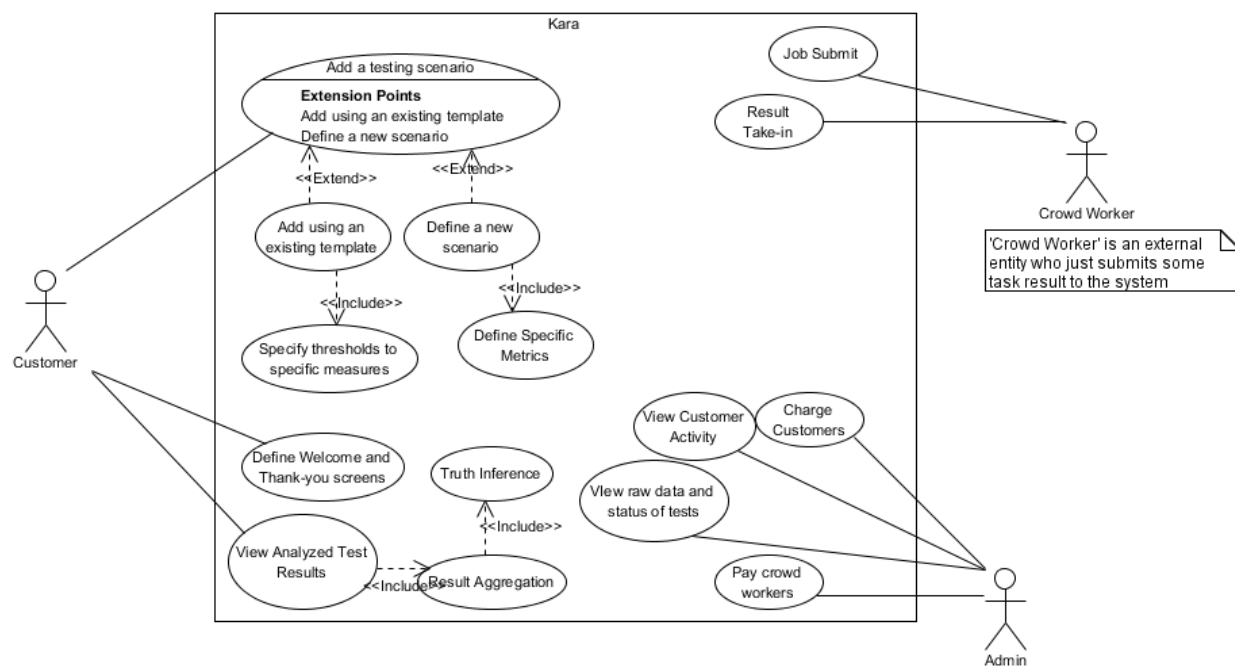 Kara
Add a testing scenario
Extension Points
Add using an existing template
Define a new scenario
<<Extend>>
<<Extend>>
Add using an
existing template
Define a new
scenario
<<Include>>
<<Include>>
Specify thresholds to
specific measures
Define Specific
Metrics
Customer
Define Welcome and
Thank-you screens
View Analyzed Test
Results
<<Include>>
Result Aggregation
<<Include>>
Truth Inference
Job Submit
Result
Take-in
Crowd Worker
'Crowd Worker' is an external
entity who just submits some
task result to the system
View Customer
Activity
Charge
Customers
VIew raw data and
status of tests
Pay crowd
workers
Admin